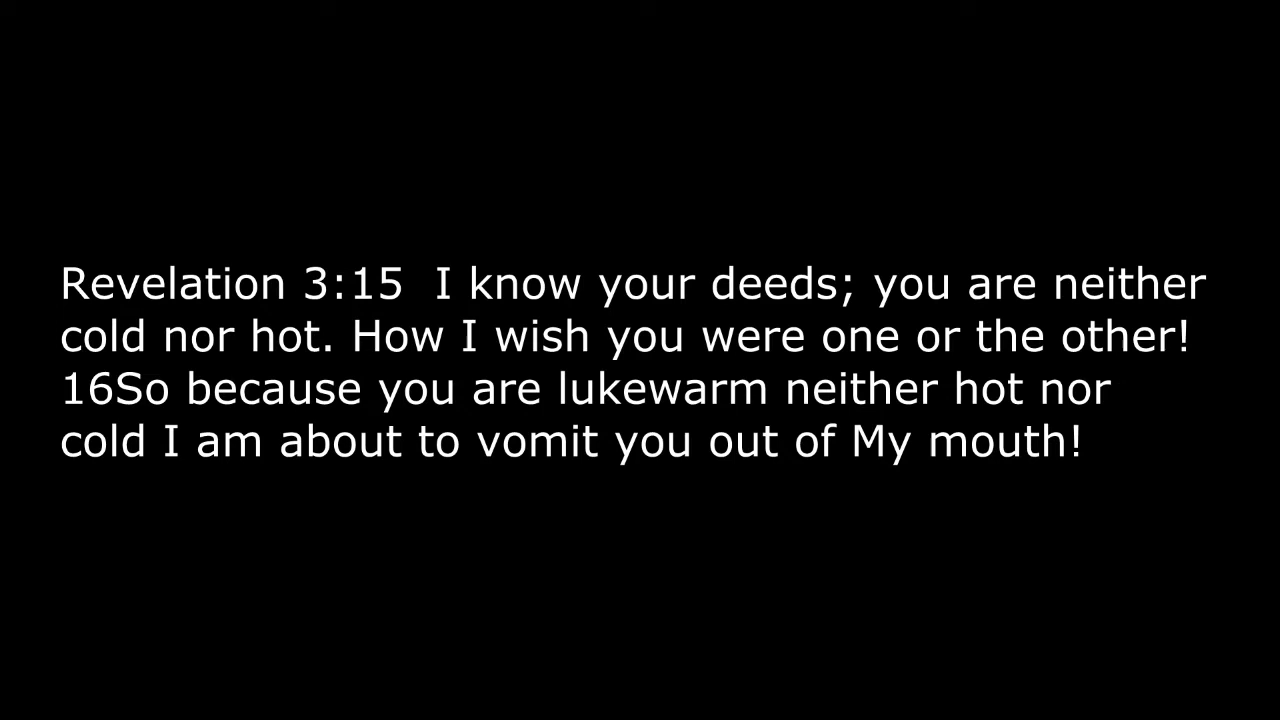 Revelation 3:15  I know your deeds; you are neither
cold nor hot. How I wish you were one or the other!
16So because you are lukewarm neither hot nor
cold I am about to vomit you out of My mouth!